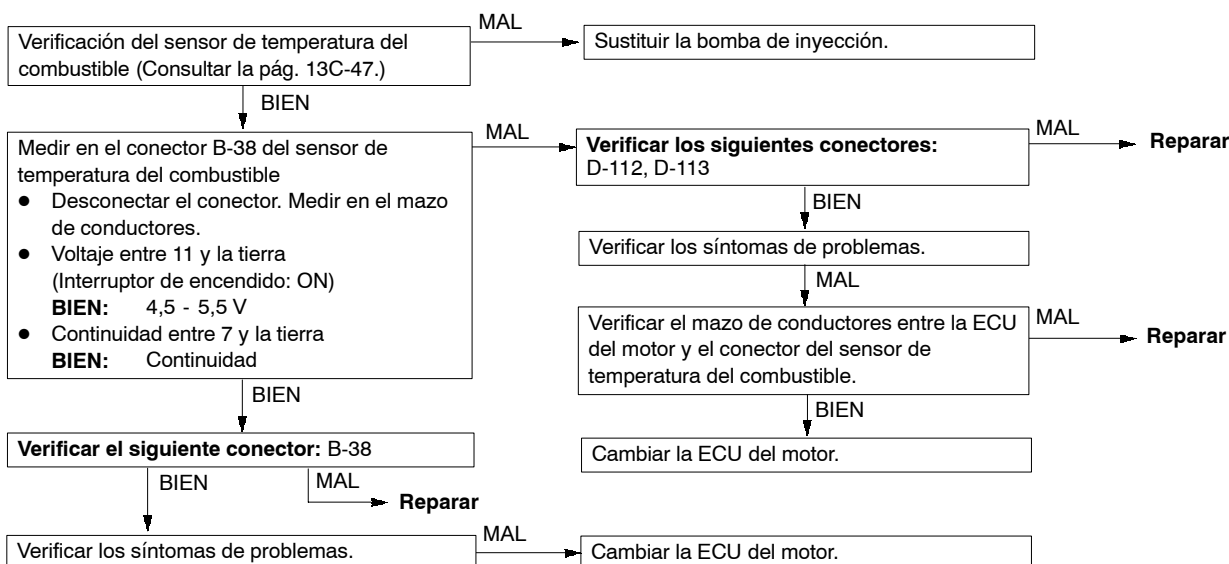 Verificación del sensor de temperatura del
combustible (Consultar la pág. 13C-47.)
MAL
Sustituir la bomba de inyección.
BIEN
Medir en el conector B-38 del sensor de
temperatura del combustible
● Desconectar el conector. Medir en el mazo
de conductores.
● Voltaje entre 11 y la tierra
(Interruptor de encendido: ON)
BIEN: 4,5 - 5,5 V
● Continuidad entre 7 y la tierra
BIEN: Continuidad
MAL
Verificar los siguientes conectores:
D-112, D-113
MAL
Reparar
BIEN
Verificar los síntomas de problemas.
MAL
Verificar el mazo de conductores entre la ECU
del motor y el conector del sensor de
temperatura del combustible.
MAL
Reparar
BIEN
Cambiar la ECU del motor.
BIEN
Verificar el siguiente conector: B-38
BIEN
MAL
Reparar
Verificar los síntomas de problemas.
MAL
Cambiar la ECU del motor.